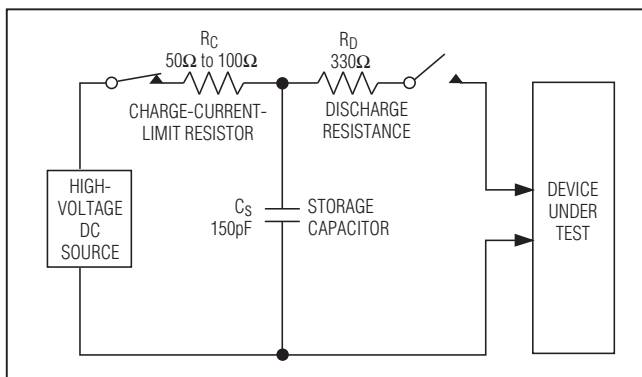 R_C
50Ω to 100Ω
CHARGE-CURRENT-
LIMIT RESISTOR
R_D
330Ω
DISCHARGE
RESISTANCE
HIGH-
VOLTAGE
DC
SOURCE
C_S
150pF
STORAGE
CAPACITOR
DEVICE
UNDER
TEST